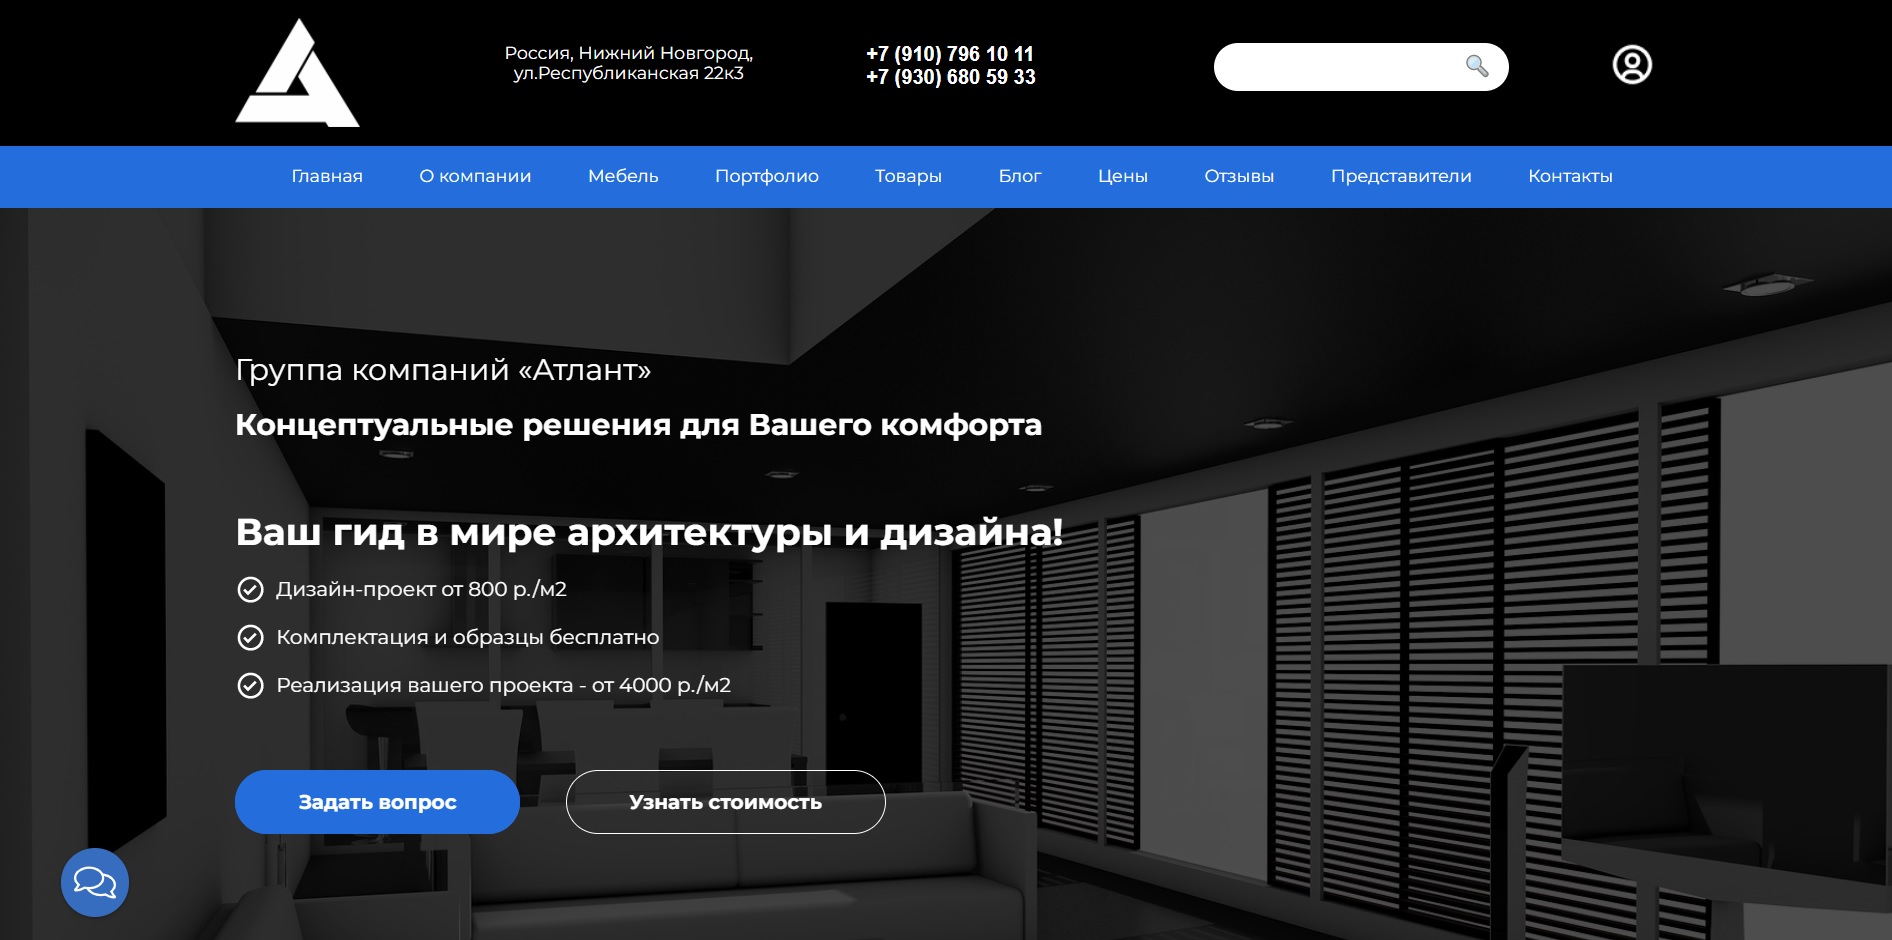 Россия, Нижний Новгород,
ул.Республиканская 22к3
+7 (910) 796 10 11
+7 (930) 680 59 33
Главная О компании Мебель Портфолио Товары Блог Цены Отзывы Представители Контакты
Группа компаний «Атлант»
Концептуальные решения для Вашего комфорта
Ваш гид в мире архитектуры и дизайна!
Дизайн-проект от 800 р./м2
Комплектация и образцы бесплатно
Реализация вашего проекта - от 4000 р./м2
Задать вопрос Узнать стоимость